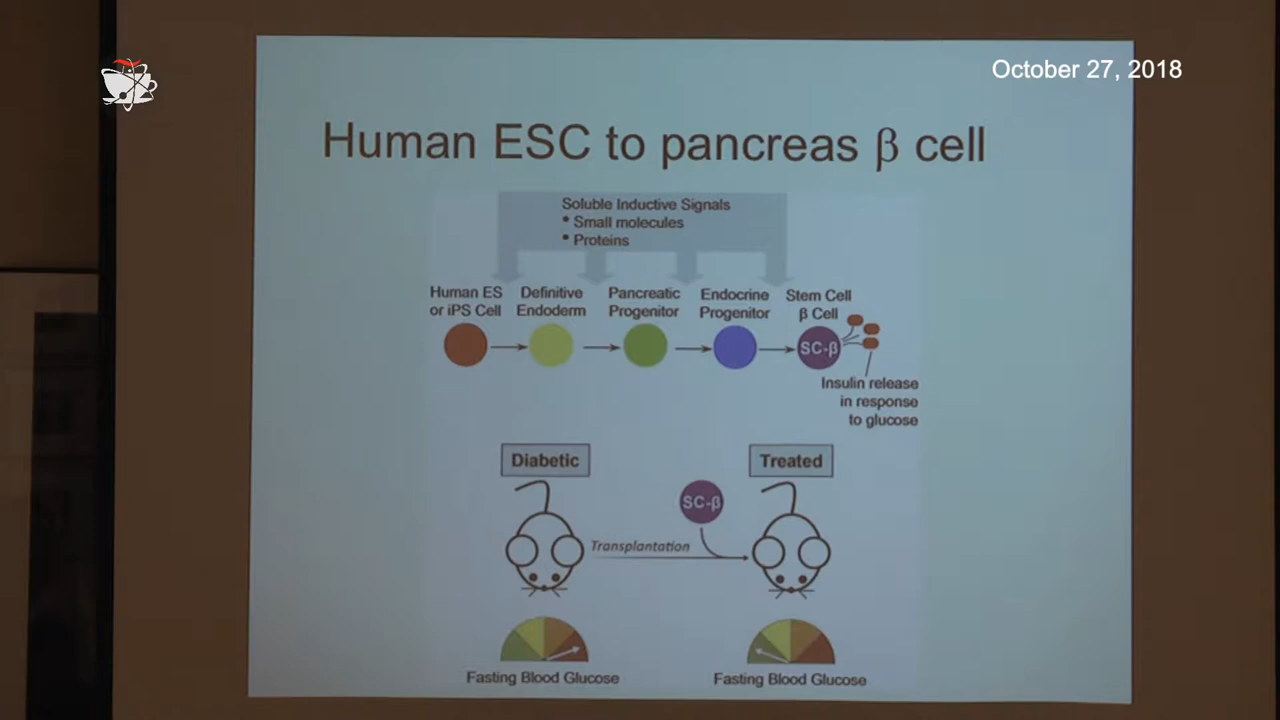 October 27, 2018
Human ESC to pancreas β cell
Soluble Inductive Signals
• Small molecules
• Proteins
Human ES
or iPS Cell
Definitive
Endoderm
Pancreatic
Progenitor
Endocrine
Progenitor
Stem Cell
β Cell
SC-β
Insulin release
in response
to glucose
Diabetic
Treated
SC-β
Transplantation
Fasting Blood Glucose
Fasting Blood Glucose